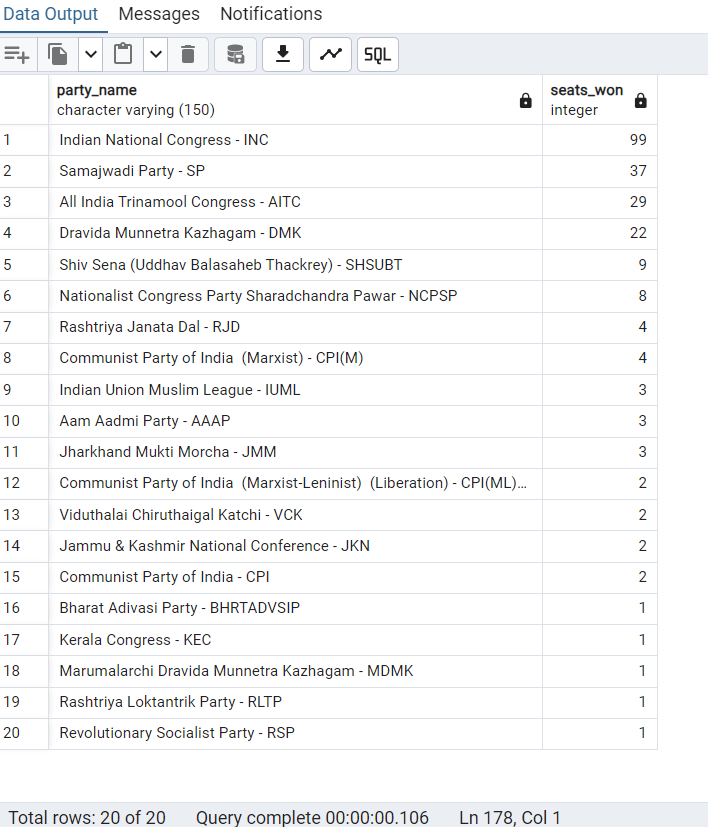 Data Output Messages Notifications
SQL
party_name seats_won
character varying (150) integer
1 Indian National Congress - INC 99
2 Samajwadi Party - SP 37
3 All India Trinamool Congress - AITC 29
4 Dravida Munnetra Kazhagam - DMK 22
5 Shiv Sena (Uddhav Balasaheb Thackrey) - SHSUBT 9
6 Nationalist Congress Party Sharadchandra Pawar - NCPSP 8
7 Rashtriya Janata Dal - RJD 4
8 Communist Party of India  (Marxist) - CPI(M) 4
9 Indian Union Muslim League - IUML 3
10 Aam Aadmi Party - AAAP 3
11 Jharkhand Mukti Morcha - JMM 3
12 Communist Party of India  (Marxist-Leninist)  (Liberation) - CPI(ML)... 2
13 Viduthalai Chiruthaigal Katchi - VCK 2
14 Jammu & Kashmir National Conference - JKN 2
15 Communist Party of India - CPI 2
16 Bharat Adivasi Party - BHRTADVSIP 1
17 Kerala Congress - KEC 1
18 Marumalarchi Dravida Munnetra Kazhagam - MDMK 1
19 Rashtriya Loktantrik Party - RLTP 1
20 Revolutionary Socialist Party - RSP 1
Total rows: 20 of 20 Query complete 00:00:00.106 Ln 178, Col 1